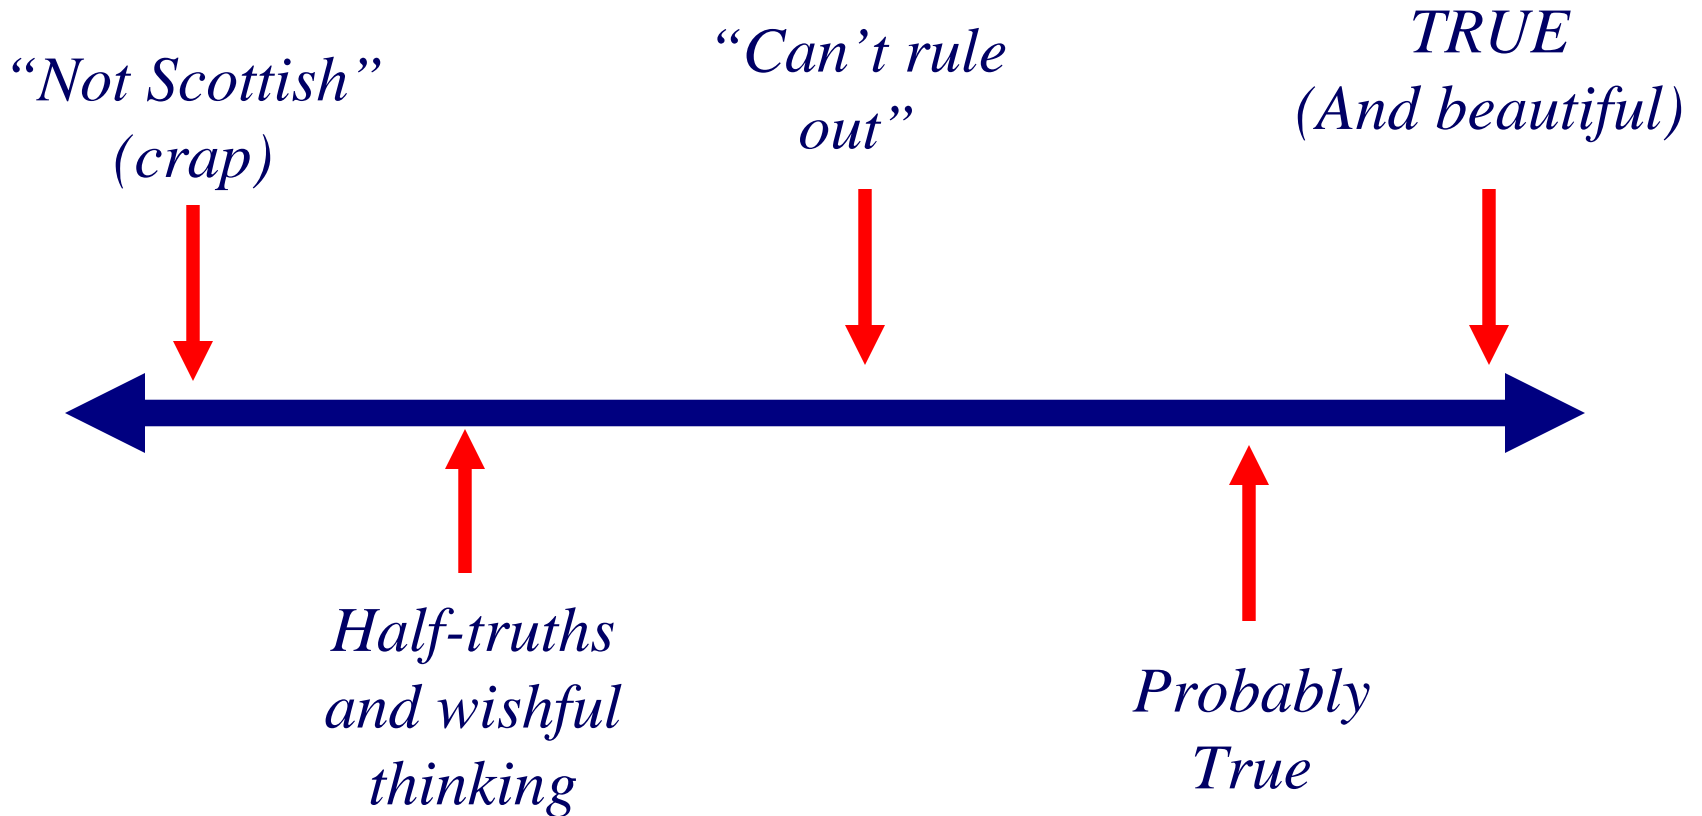 “Not Scottish”
(crap)
“Can’t rule
out”
TRUE
(And beautiful)
Half-truths
and wishful
thinking
Probably
True